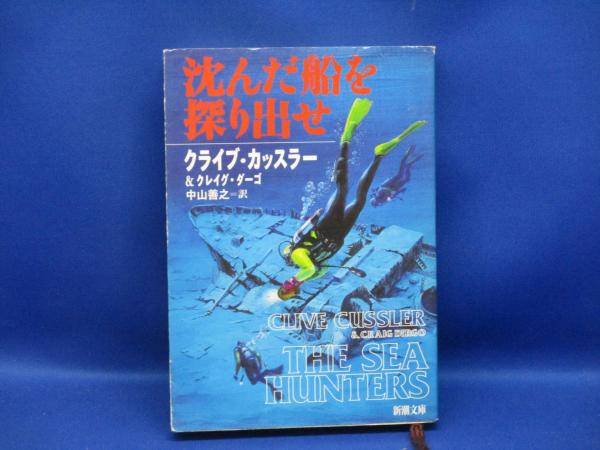 沈んだ船を
探り出せ
クライブ・カッスラー
&クレイグ・ダーゴ
中山善之=訳
CLIVE CUSSLER
& CRAIG DIRGO
THE SEA
HUNTERS
新潮文庫